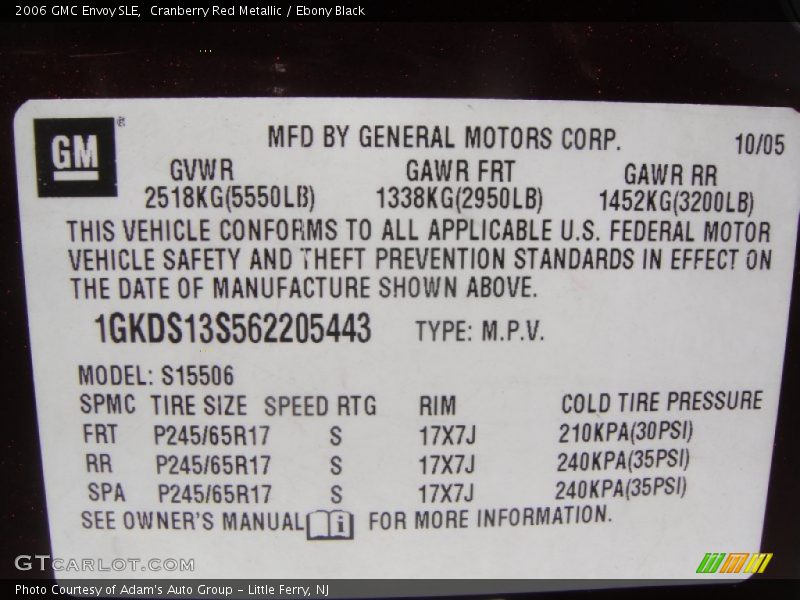 2006 GMC Envoy SLE, Cranberry Red Metallic / Ebony Black
GM ®
MFD BY GENERAL MOTORS CORP. 10/05
GVWR GAWR FRT GAWR RR
2518KG(5550LB) 1338KG(2950LB) 1452KG(3200LB)
THIS VEHICLE CONFORMS TO ALL APPLICABLE U.S. FEDERAL MOTOR
VEHICLE SAFETY AND THEFT PREVENTION STANDARDS IN EFFECT ON
THE DATE OF MANUFACTURE SHOWN ABOVE.
1GKDS13S562205443 TYPE: M.P.V.
MODEL: S15506
SPMC TIRE SIZE SPEED RTG RIM COLD TIRE PRESSURE
FRT P245/65R17 S 17X7J 210KPA(30PSI)
RR P245/65R17 S 17X7J 240KPA(35PSI)
SPA P245/65R17 S 17X7J 240KPA(35PSI)
SEE OWNER'S MANUAL i FOR MORE INFORMATION.
GTCARLOT.COM
Photo Courtesy of Adam's Auto Group - Little Ferry, NJ